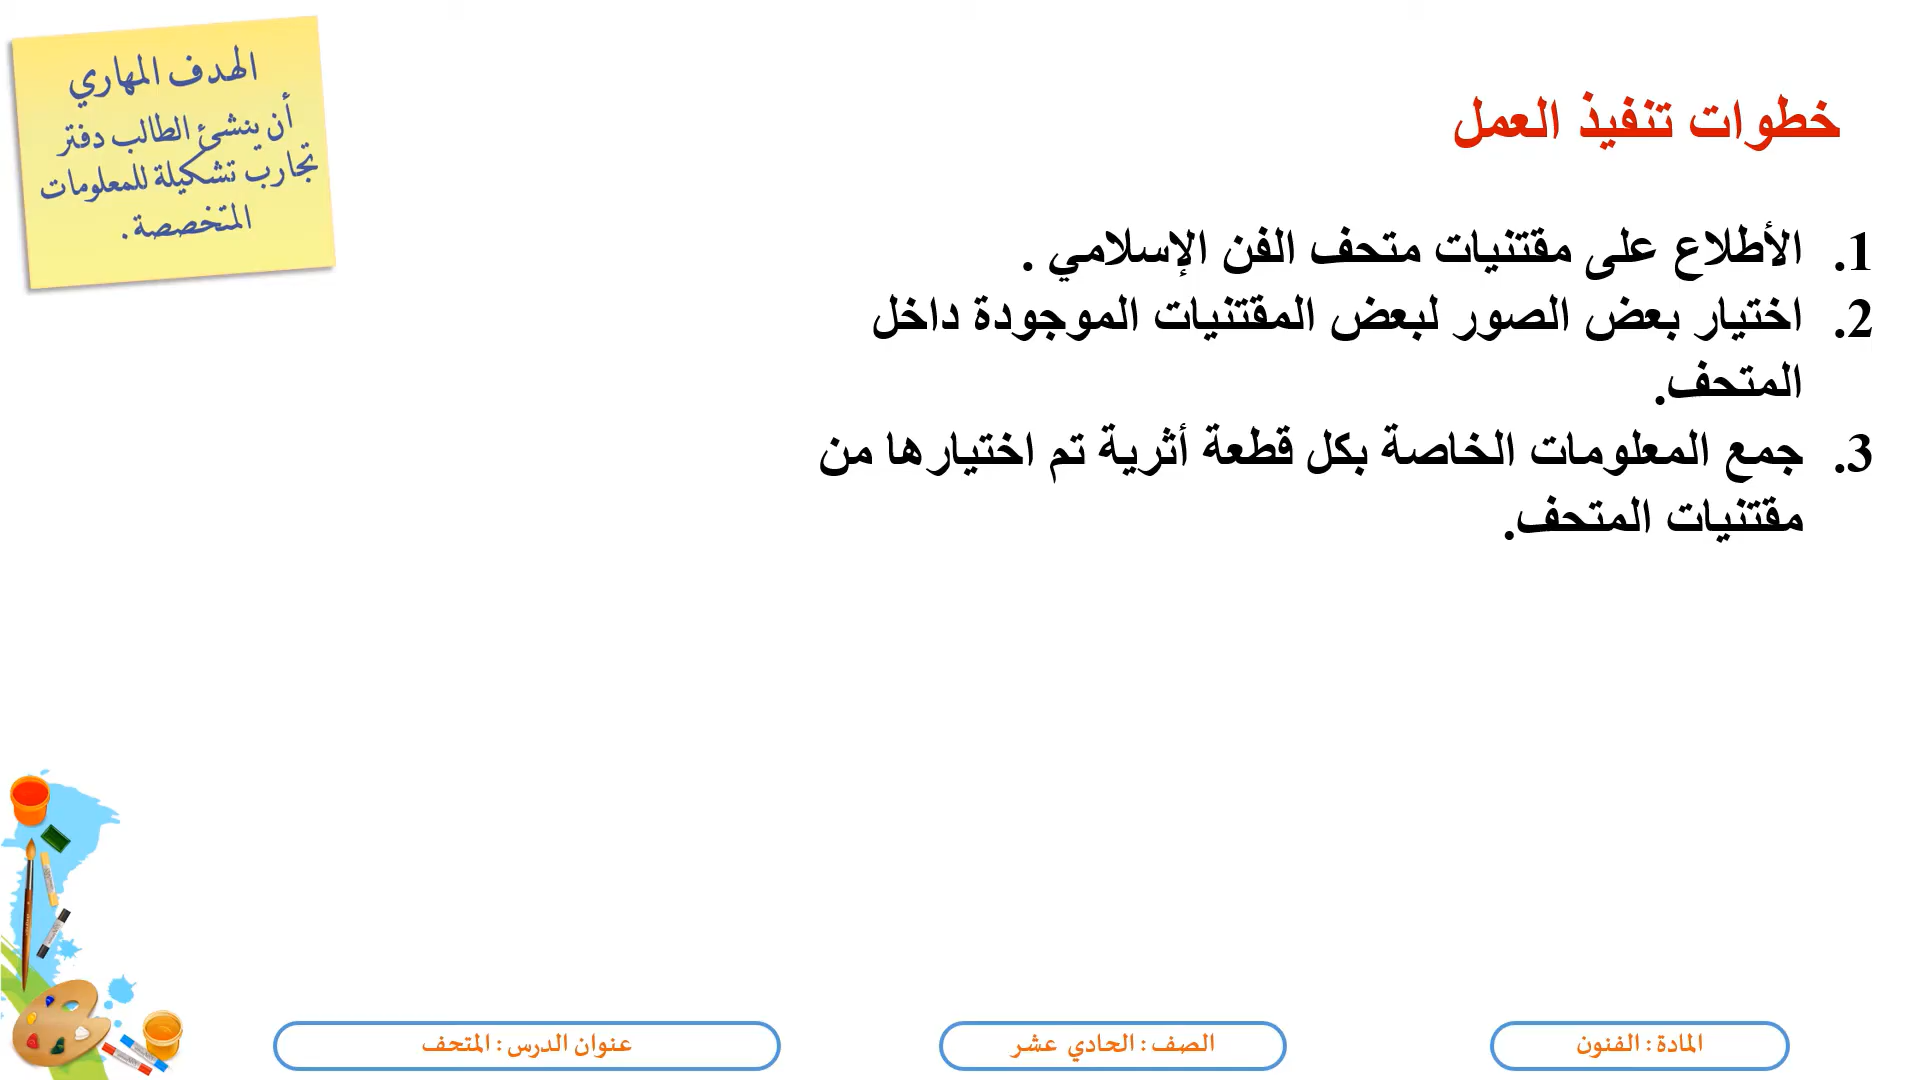 الهدف المهاري
أن ينشئ الطالب دفتر
تجارب تشكيلة للمعلومات
المتخصصة.
خطوات تنفيذ العمل
1. الأطلاع على مقتنيات متحف الفن الإسلامي .
2. اختيار بعض الصور لبعض المقتنيات الموجودة داخل
المتحف.
3. جمع المعلومات الخاصة بكل قطعة أثرية تم اختيارها من
مقتنيات المتحف.
المادة : الفنون
الصف : الحادي عشر
عنوان الدرس : المتحف